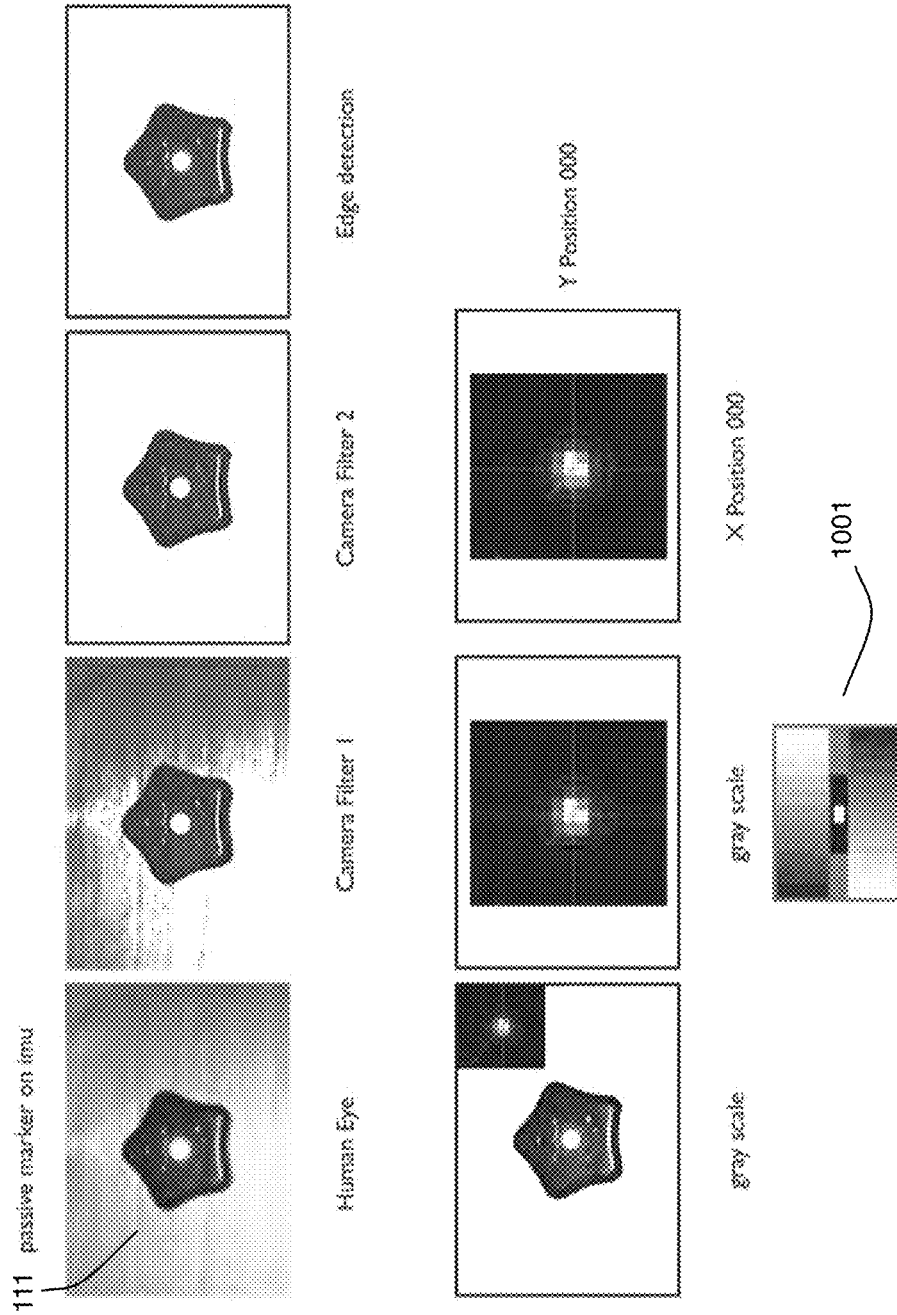 111 passive marker on imu
Human Eye
Camera Filter 1
Camera Filter 2
Edge detection
gray scale
gray scale
X Position 000
Y Position 000
1001